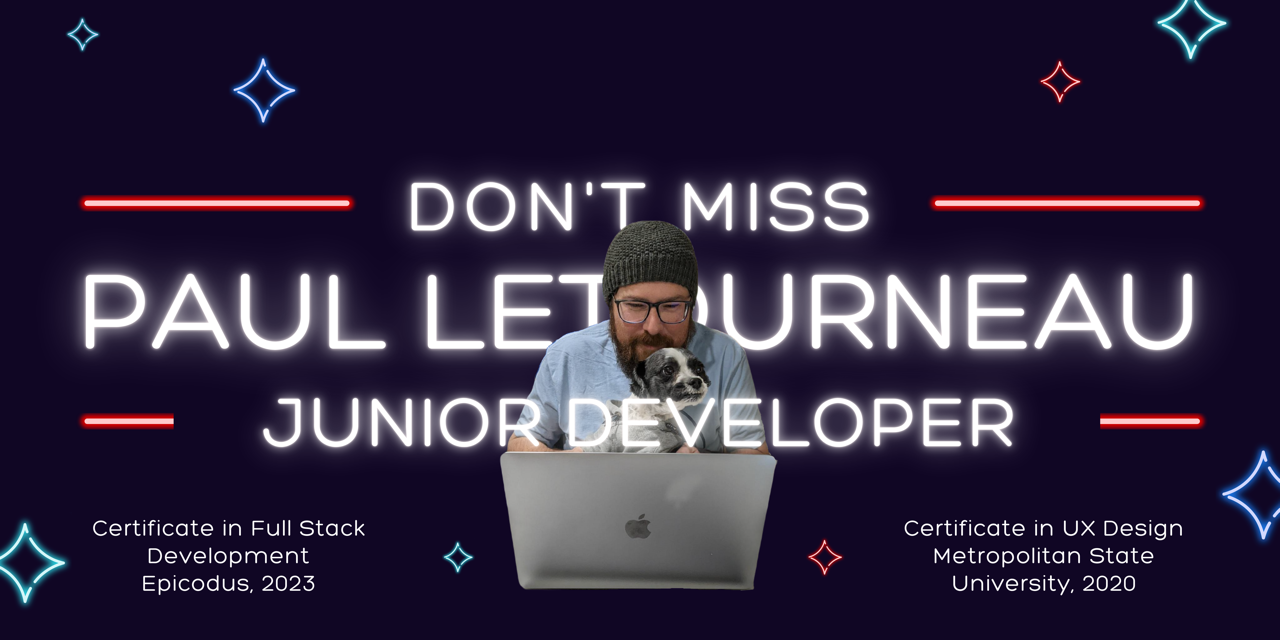 DON'T MISS
PAUL LETOURNEAU
JUNIOR DEVELOPER
Certificate in Full Stack
Development
Epicodus, 2023
Certificate in UX Design
Metropolitan State
University, 2020